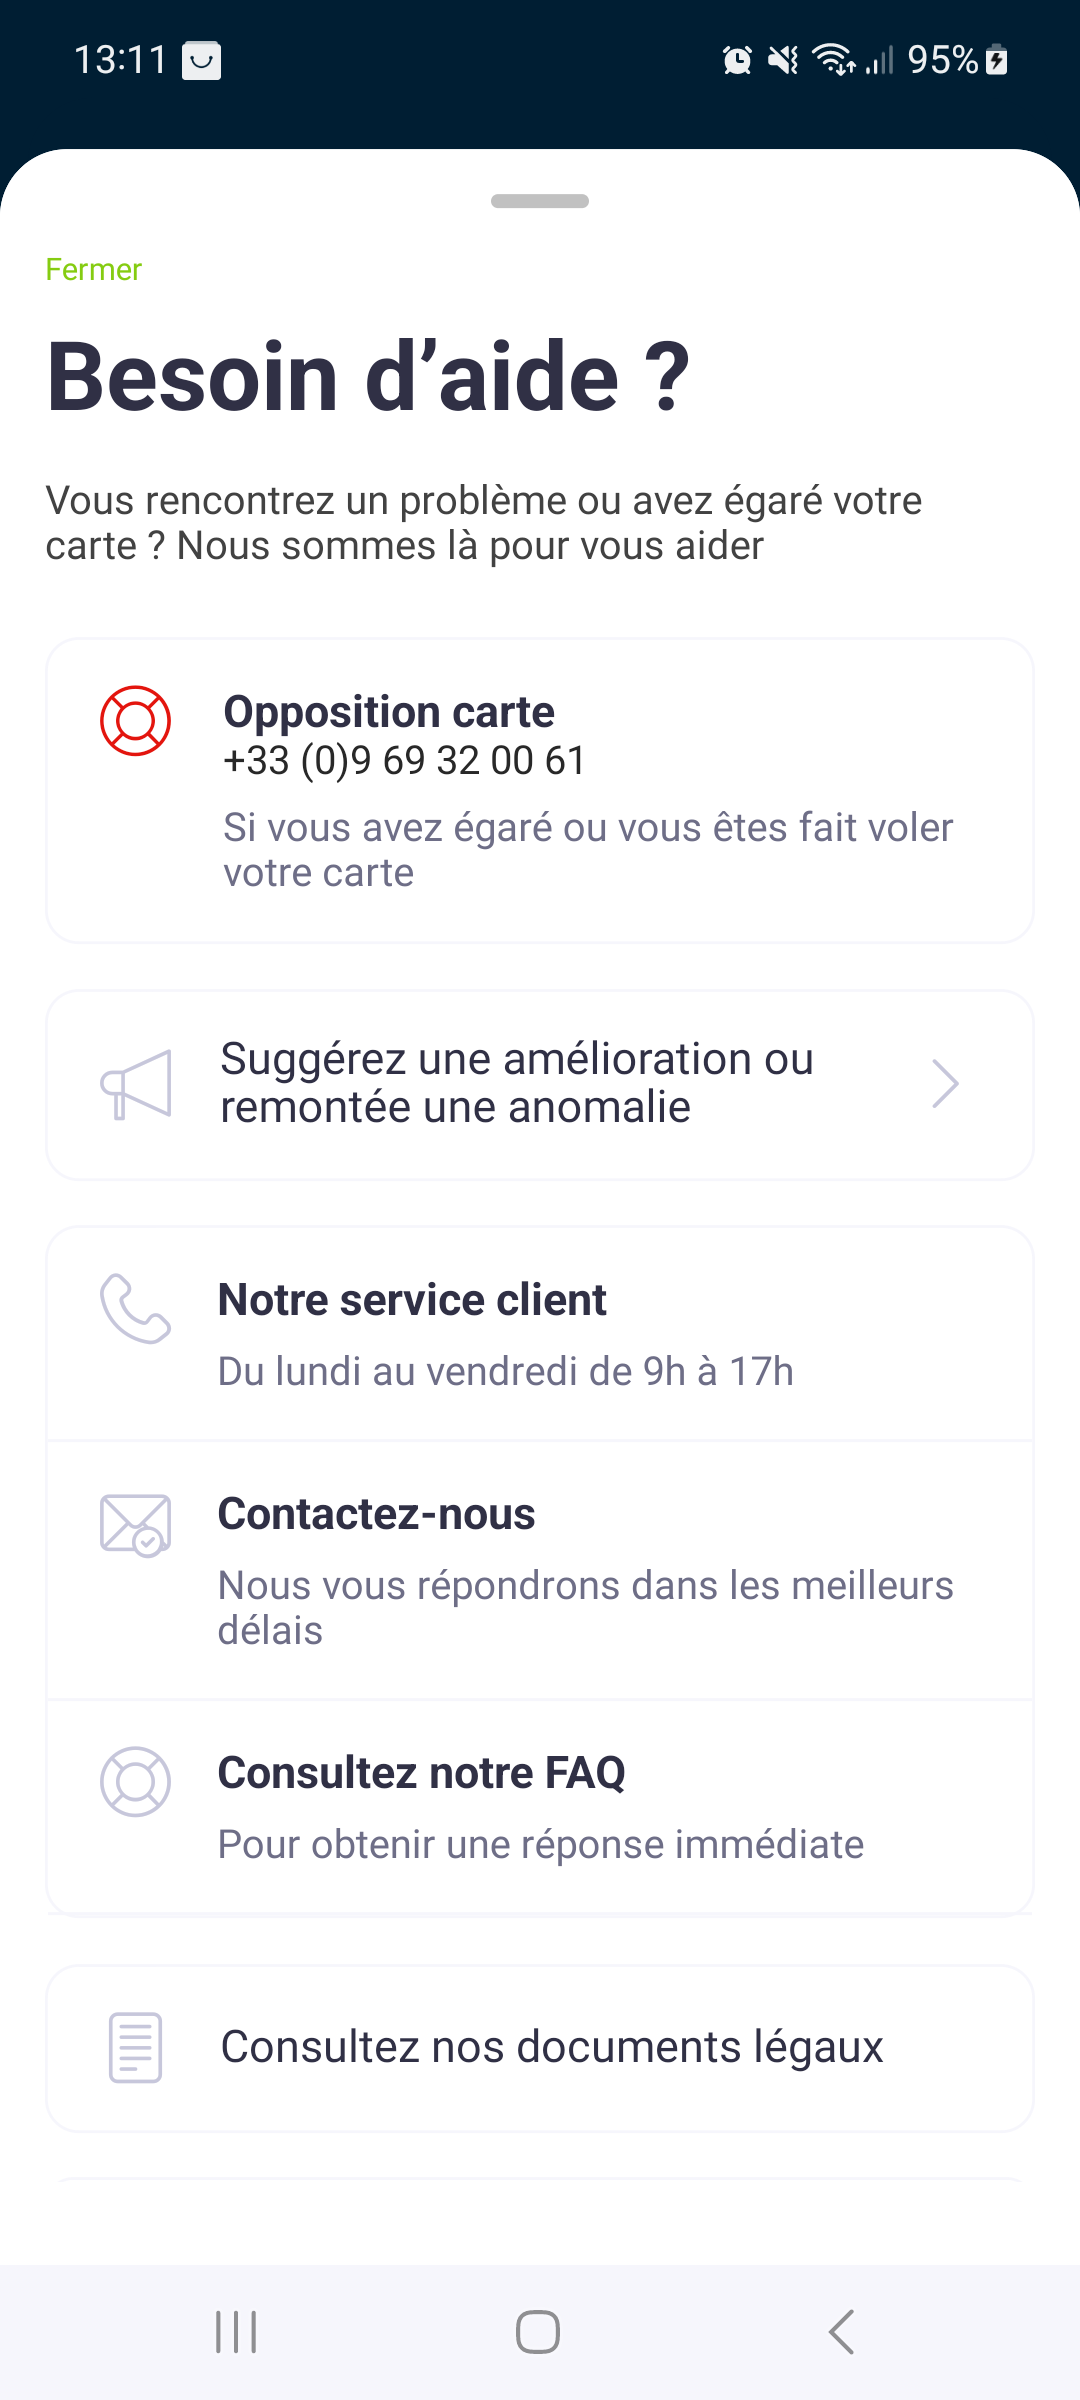 13:11
95%
Fermer
Besoin d’aide ?
Vous rencontrez un problème ou avez égaré votre
carte ? Nous sommes là pour vous aider
Opposition carte
+33 (0)9 69 32 00 61
Si vous avez égaré ou vous êtes fait voler
votre carte
Suggérez une amélioration ou
remontée une anomalie
Notre service client
Du lundi au vendredi de 9h à 17h
Contactez-nous
Nous vous répondrons dans les meilleurs
délais
Consultez notre FAQ
Pour obtenir une réponse immédiate
Consultez nos documents légaux